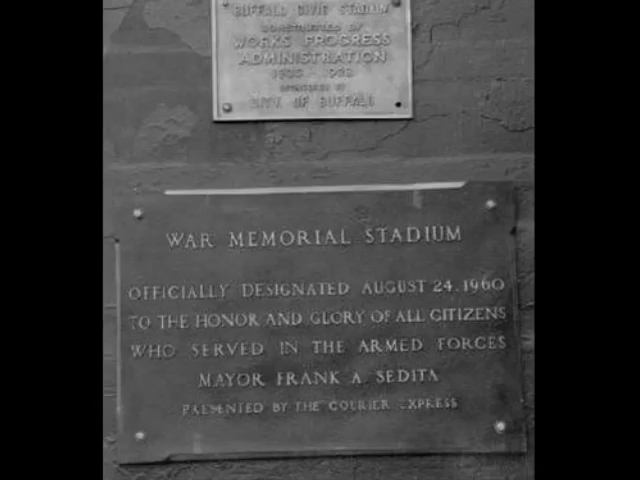 BUFFALO CIVIC STADIUM
CONSTRUCTED BY
WORKS PROGRESS
ADMINISTRATION
SPONSORED BY
CITY OF BUFFALO
WAR MEMORIAL STADIUM
OFFICIALLY DESIGNATED AUGUST 24, 1960
TO THE HONOR AND GLORY OF ALL CITIZENS
WHO SERVED IN THE ARMED FORCES
MAYOR FRANK A. SEDITA
PRESENTED BY THE COURIER EXPRESS